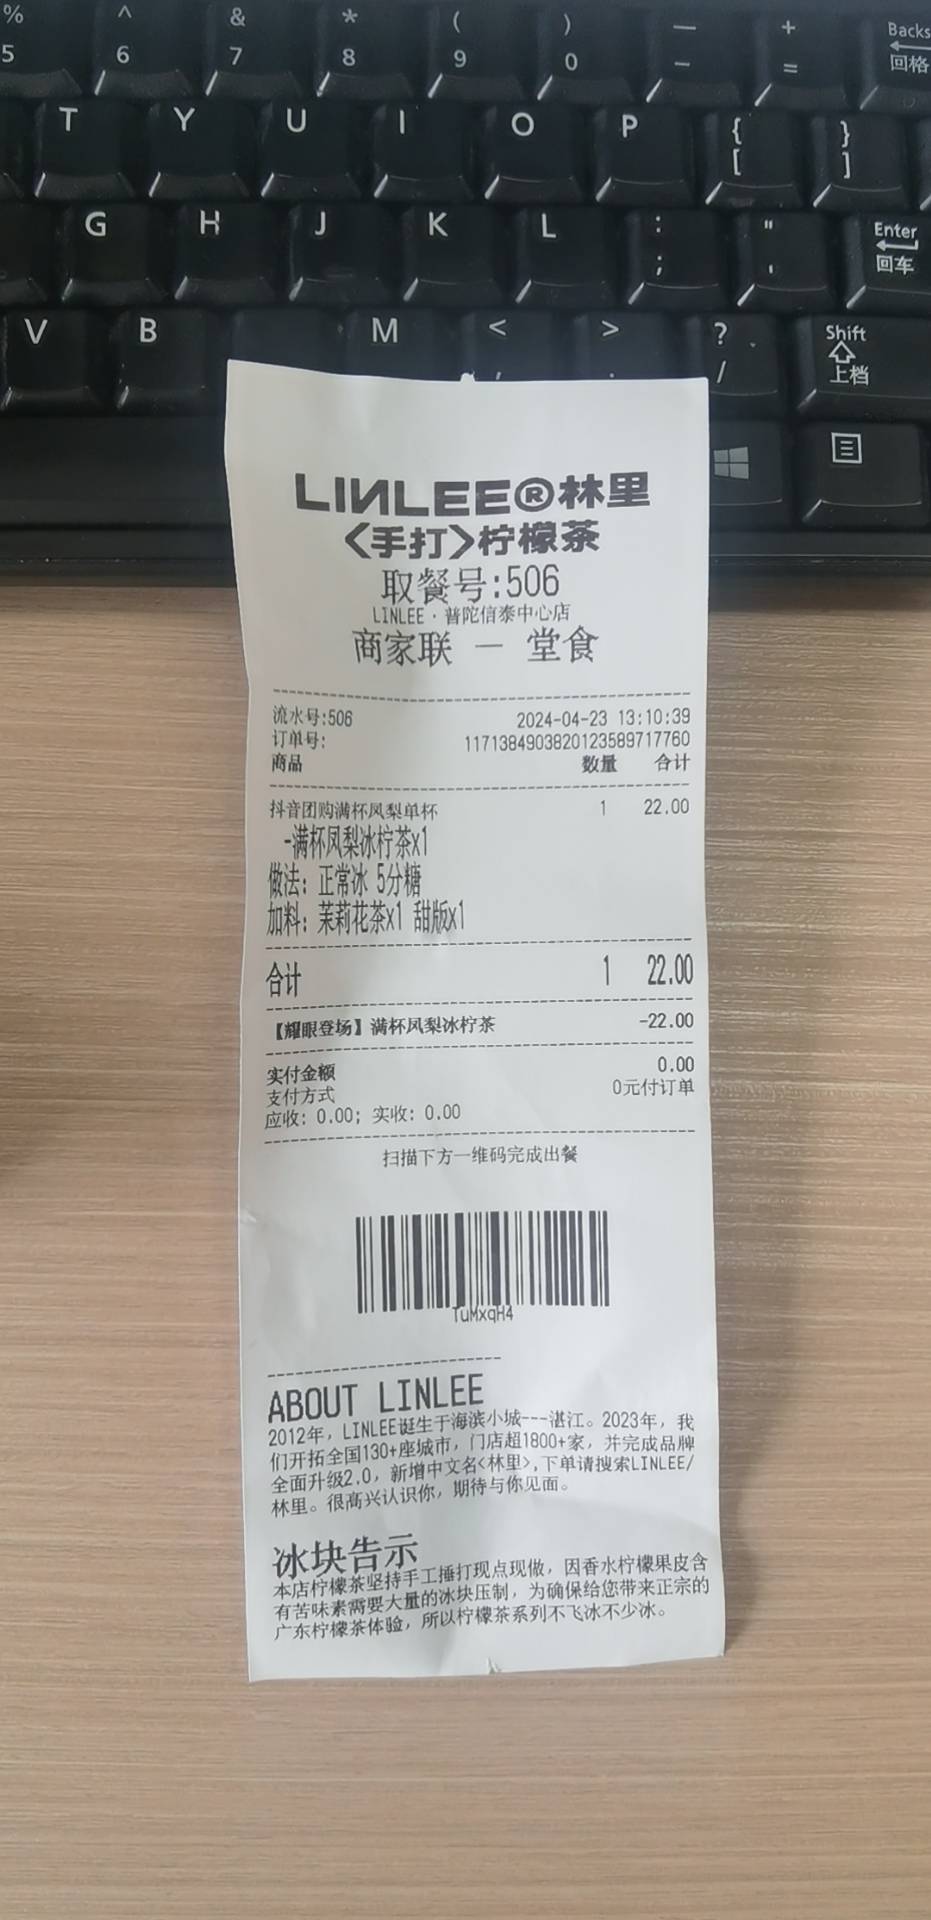 %
5
^
6
&
7
*
8
(
9
)
0
—
-
+
=
Backs
回格
T
Y
U
I
O
P
{
[
}
]
G
H
J
K
L
:
;
"
'
Enter
回车
V
B
M
<
,
>
.
?
/
Shift
上档
LINLEE®林里
<手打>柠檬茶
取餐号:506
LINLEE·普陀信泰中心店
商家联 — 堂食
流水号:506 2024-04-23 13:10:39
订单号: 1171384903820123589717760
商品 数量 合计
抖音团购满杯凤梨单杯 1 22.00
-满杯凤梨冰柠茶x1
做法: 正常冰 5分糖
加料: 茉莉花茶x1 甜版x1
合计 1 22.00
【耀眼登场】满杯凤梨冰柠茶 -22.00
实付金额 0.00
支付方式 0元付订单
应收: 0.00; 实收: 0.00
扫描下方一维码完成出餐
TuMxqH4
ABOUT LINLEE
2012年, LINLEE诞生于海滨小城---湛江。2023年, 我
们开拓全国130+座城市, 门店超1800+家, 并完成品牌
全面升级2.0, 新增中文名<林里>,下单请搜索LINLEE/
林里。很高兴认识你, 期待与你见面。
冰块告示
本店柠檬茶坚持手工捶打现点现做, 因香水柠檬果皮含
有苦味素需要大量的冰块压制, 为确保给您带来正宗的
广东柠檬茶体验, 所以柠檬茶系列不飞冰不少冰。